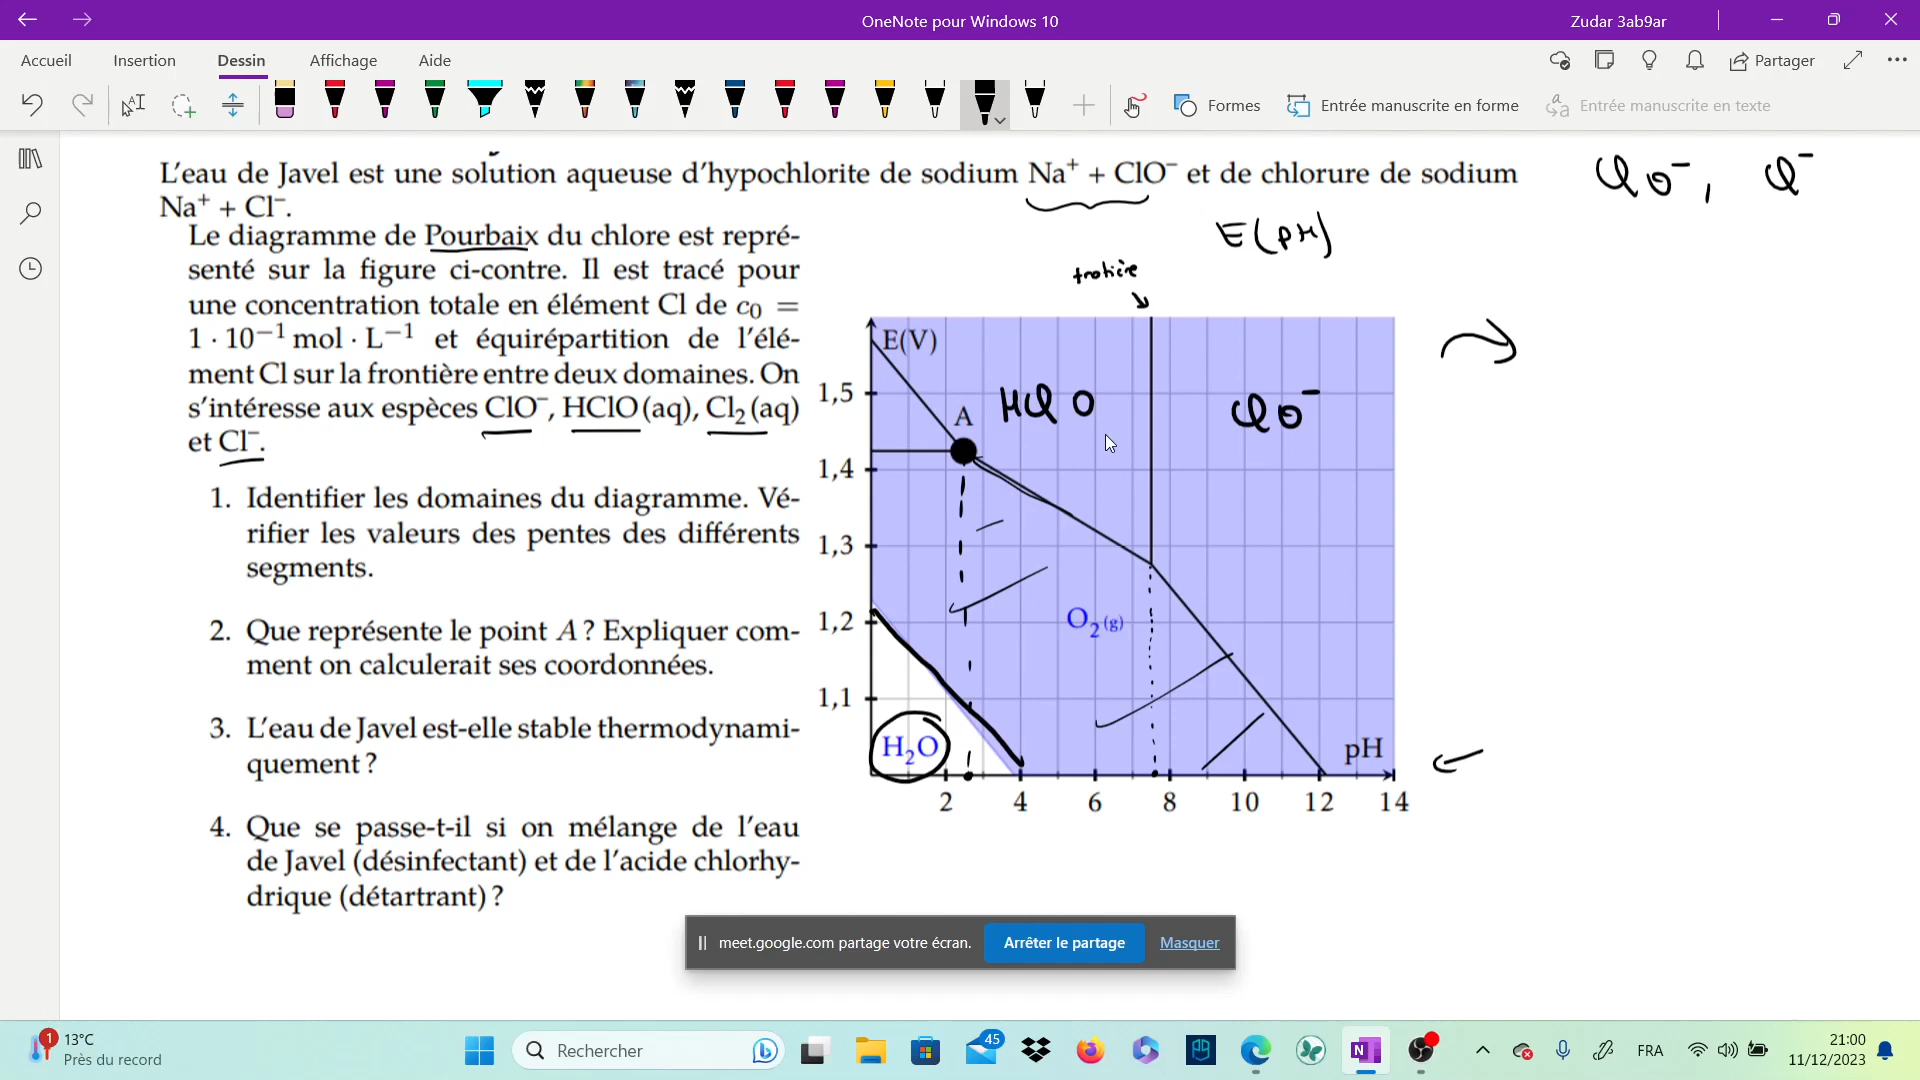 OneNote pour Windows 10
Zudar 3ab9ar
Accueil Insertion Dessin Affichage Aide
Partager
Formes Entrée manuscrite en forme Entrée manuscrite en texte
L'eau de Javel est une solution aqueuse d'hypochlorite de sodium Na⁺ + ClO⁻ et de chlorure de sodium
Na⁺ + Cl⁻.
ClO⁻, Cl⁻
Le diagramme de Pourbaix du chlore est repré-
senté sur la figure ci-contre. Il est tracé pour
une concentration totale en élément Cl de c₀ =
1 · 10⁻¹ mol · L⁻¹ et équirépartition de l'élé-
ment Cl sur la frontière entre deux domaines. On
s'intéresse aux espèces ClO⁻, HClO (aq), Cl₂ (aq)
et Cl⁻.
1. Identifier les domaines du diagramme. Vé-
rifier les valeurs des pentes des différents
segments.
2. Que représente le point A ? Expliquer com-
ment on calculerait ses coordonnées.
3. L'eau de Javel est-elle stable thermodynami-
quement ?
4. Que se passe-t-il si on mélange de l'eau
de Javel (désinfectant) et de l'acide chlorhy-
drique (détartrant) ?
E(pH)
E(V)
1,5
HClO
ClO⁻
A
1,4
1,3
1,2
O₂ (g)
1,1
H₂O
pH
2 4 6 8 10 12 14
meet.google.com partage votre écran. Arrêter le partage Masquer
1
13°C
Près du record
Rechercher
45
FRA
21:00
11/12/2023